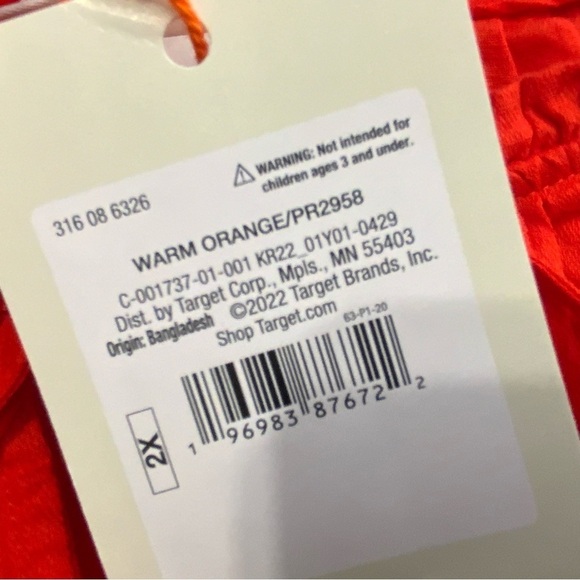 ⚠ WARNING: Not intended for
children ages 3 and under.
316 08 6326
WARM ORANGE/PR2958
C-001737-01-001 KR22_01Y01-0429
Dist. by Target Corp., Mpls., MN 55403
Origin: Bangladesh ©2022 Target Brands, Inc.
Shop Target.com 63-P1-20
2X
1 96983 87672 2